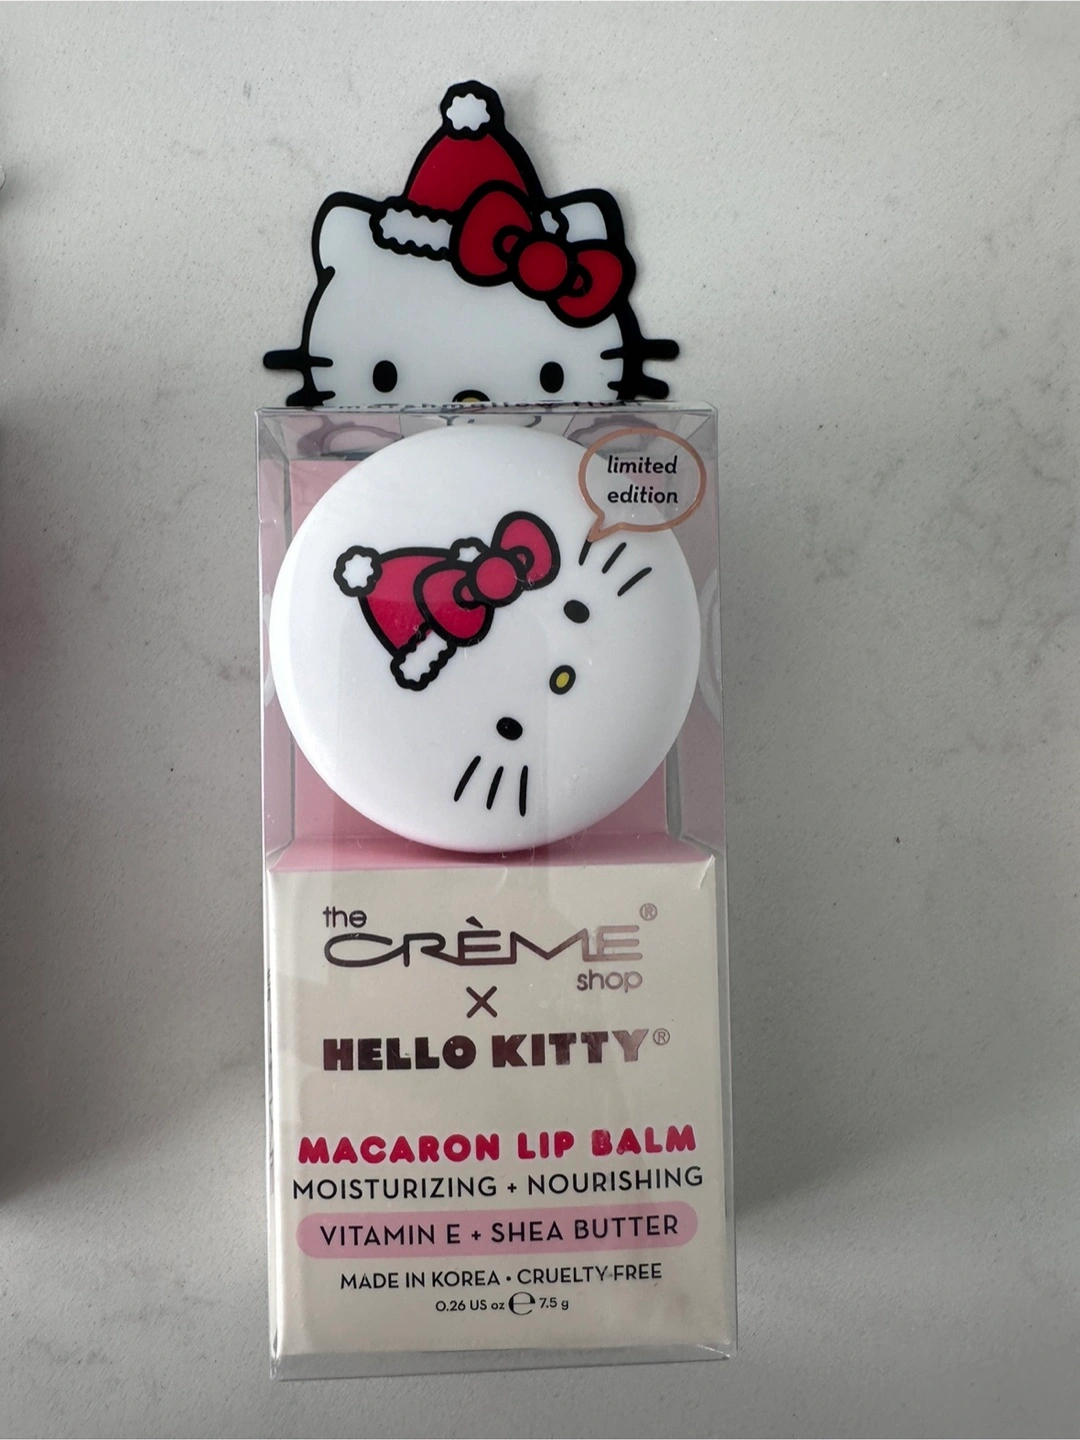 limited
edition
the
CRÈME®
shop
X
HELLO KITTY®
MACARON LIP BALM
MOISTURIZING + NOURISHING
VITAMIN E + SHEA BUTTER
MADE IN KOREA • CRUELTY-FREE
0.26 US oz ℮ 7.5 g